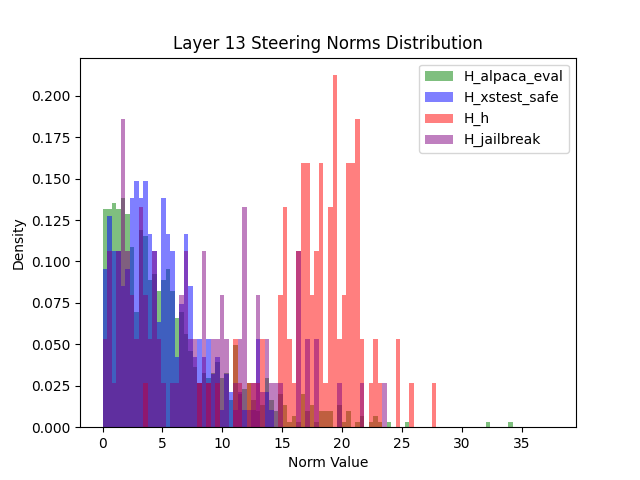 Layer 13 Steering Norms Distribution
H_alpaca_eval
H_xstest_safe
H_h
H_jailbreak
0.200
0.175
0.150
0.125
0.100
0.075
0.050
0.025
0.000
Density
0 5 10 15 20 25 30 35
Norm Value